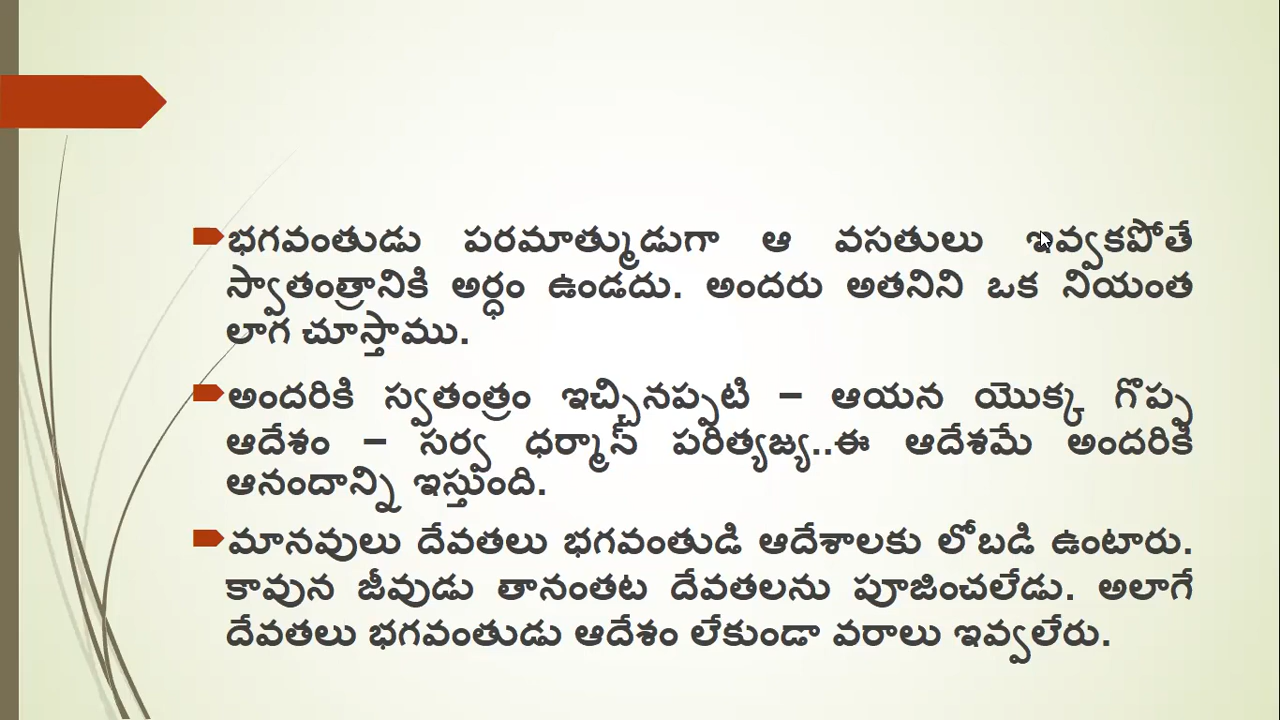 భగవంతుడు పరమాత్ముడుగా ఆ వసతులు ఇవ్వకపోతే
స్వాతంత్రానికి అర్ధం ఉండదు. అందరు అతనిని ఒక నియంత
లాగ చూస్తాము.
అందరికి స్వతంత్రం ఇచ్చినప్పటి – ఆయన యొక్క గొప్ప
ఆదేశం – సర్వ ధర్మాన్ పరిత్యజ్య..ఈ ఆదేశమే అందరికీ
ఆనందాన్ని ఇస్తుంది.
మానవులు దేవతలు భగవంతుడి ఆదేశాలకు లోబడి ఉంటారు.
కావున జీవుడు తానంతట దేవతలను పూజించలేడు. అలాగే
దేవతలు భగవంతుడు ఆదేశం లేకుండా వరాలు ఇవ్వలేరు.